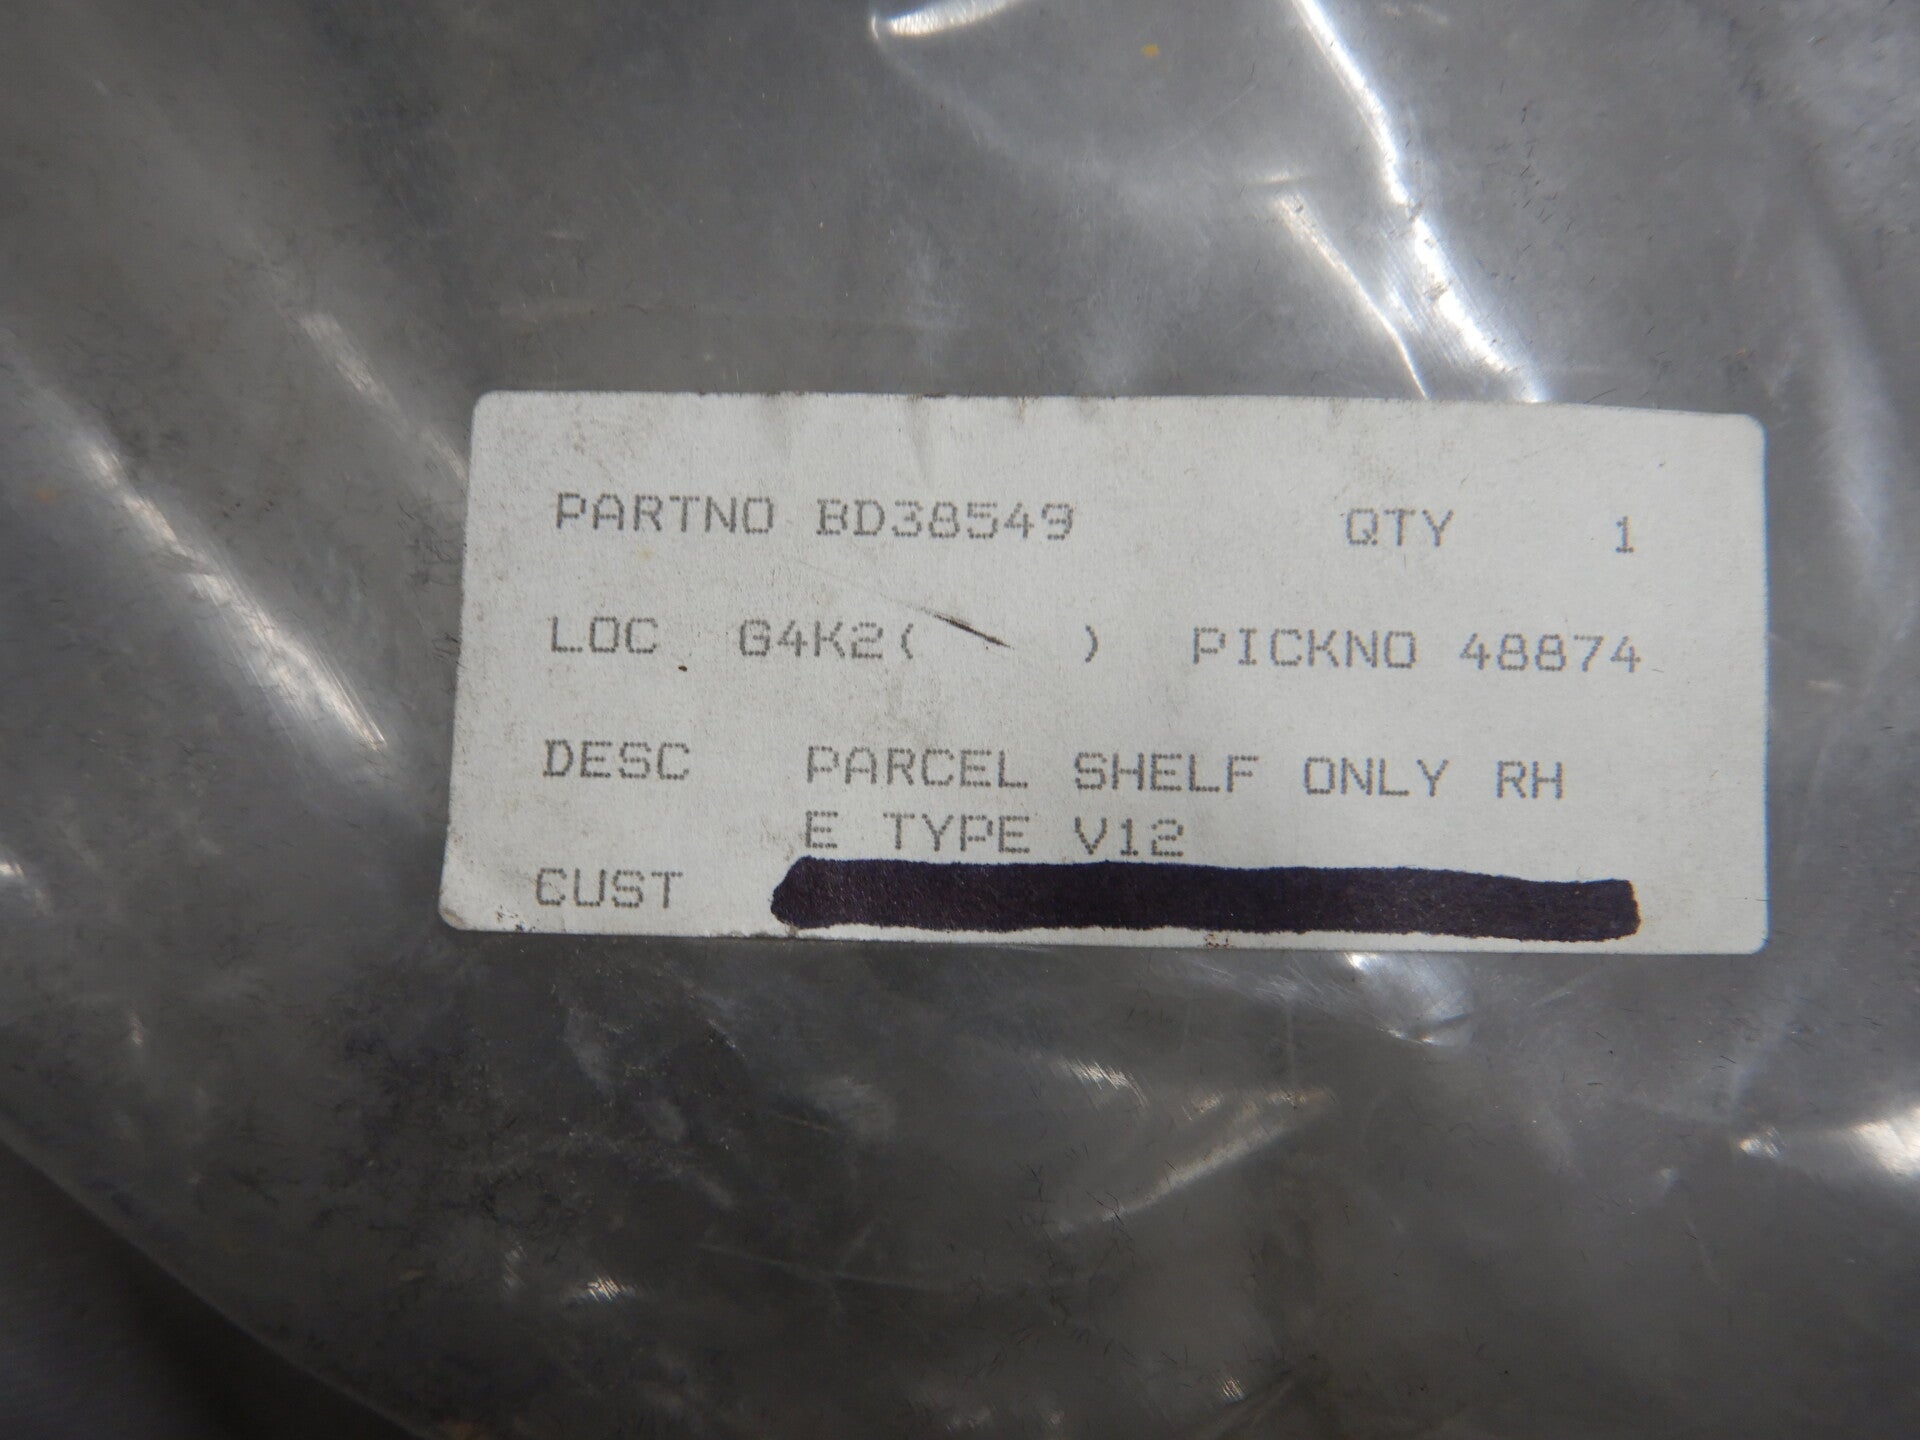 PARTNO BD38549 QTY 1
LOC G4K2( ) PICKNO 48874
DESC PARCEL SHELF ONLY RH
E TYPE V12
CUST